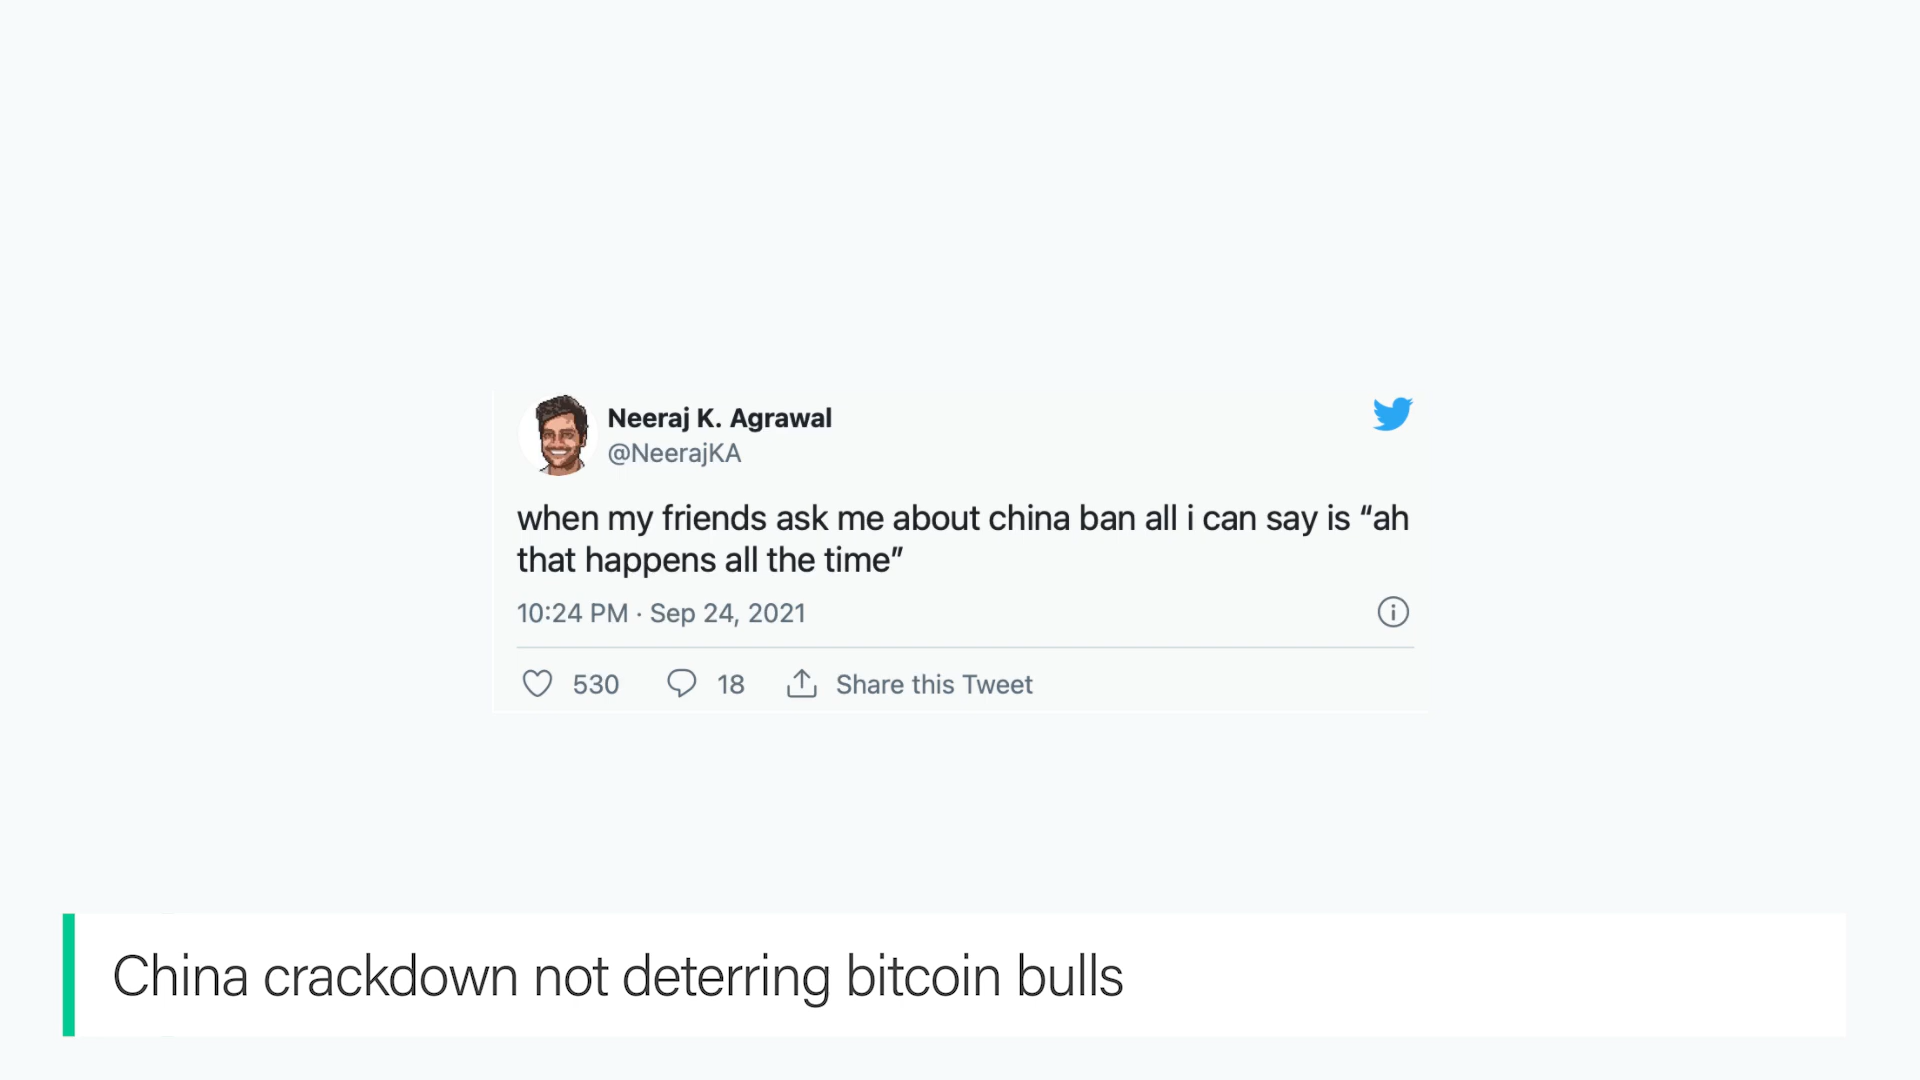 Neeraj K. Agrawal
@NeerajKA
when my friends ask me about china ban all i can say is “ah
that happens all the time”
10:24 PM · Sep 24, 2021
530 18 Share this Tweet
China crackdown not deterring bitcoin bulls